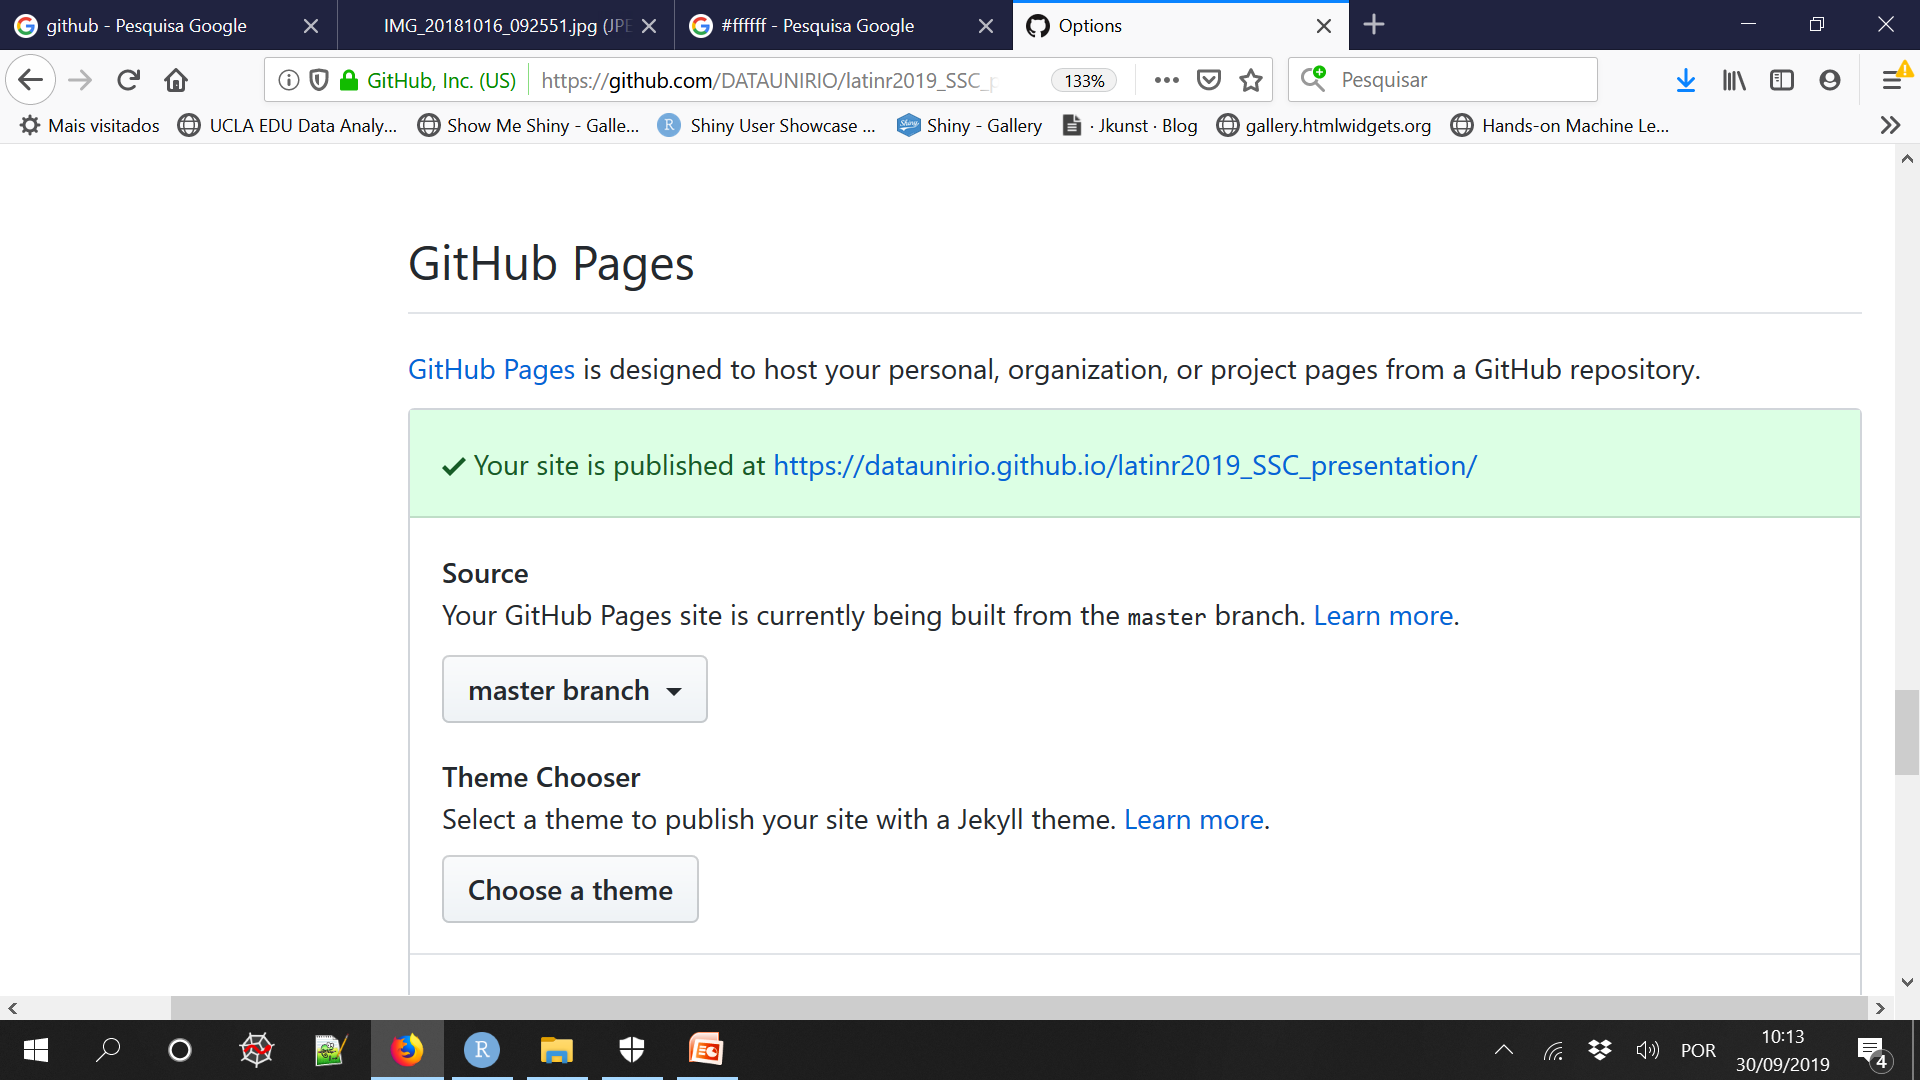 github - Pesquisa Google
IMG_20181016_092551.jpg (JPE
#ffffff - Pesquisa Google
Options
GitHub, Inc. (US)
https://github.com/DATAUNIRIO/latinr2019_SSC_p
133%
Pesquisar
Mais visitados
UCLA EDU Data Analy...
Show Me Shiny - Galle...
R
Shiny User Showcase ...
Shiny - Gallery
· Jkunst · Blog
gallery.htmlwidgets.org
Hands-on Machine Le...
GitHub Pages
GitHub Pages is designed to host your personal, organization, or project pages from a GitHub repository.
Your site is published at https://dataunirio.github.io/latinr2019_SSC_presentation/
Source
Your GitHub Pages site is currently being built from the master branch. Learn more.
master branch
Theme Chooser
Select a theme to publish your site with a Jekyll theme. Learn more.
Choose a theme
R
POR
10:13
30/09/2019
4